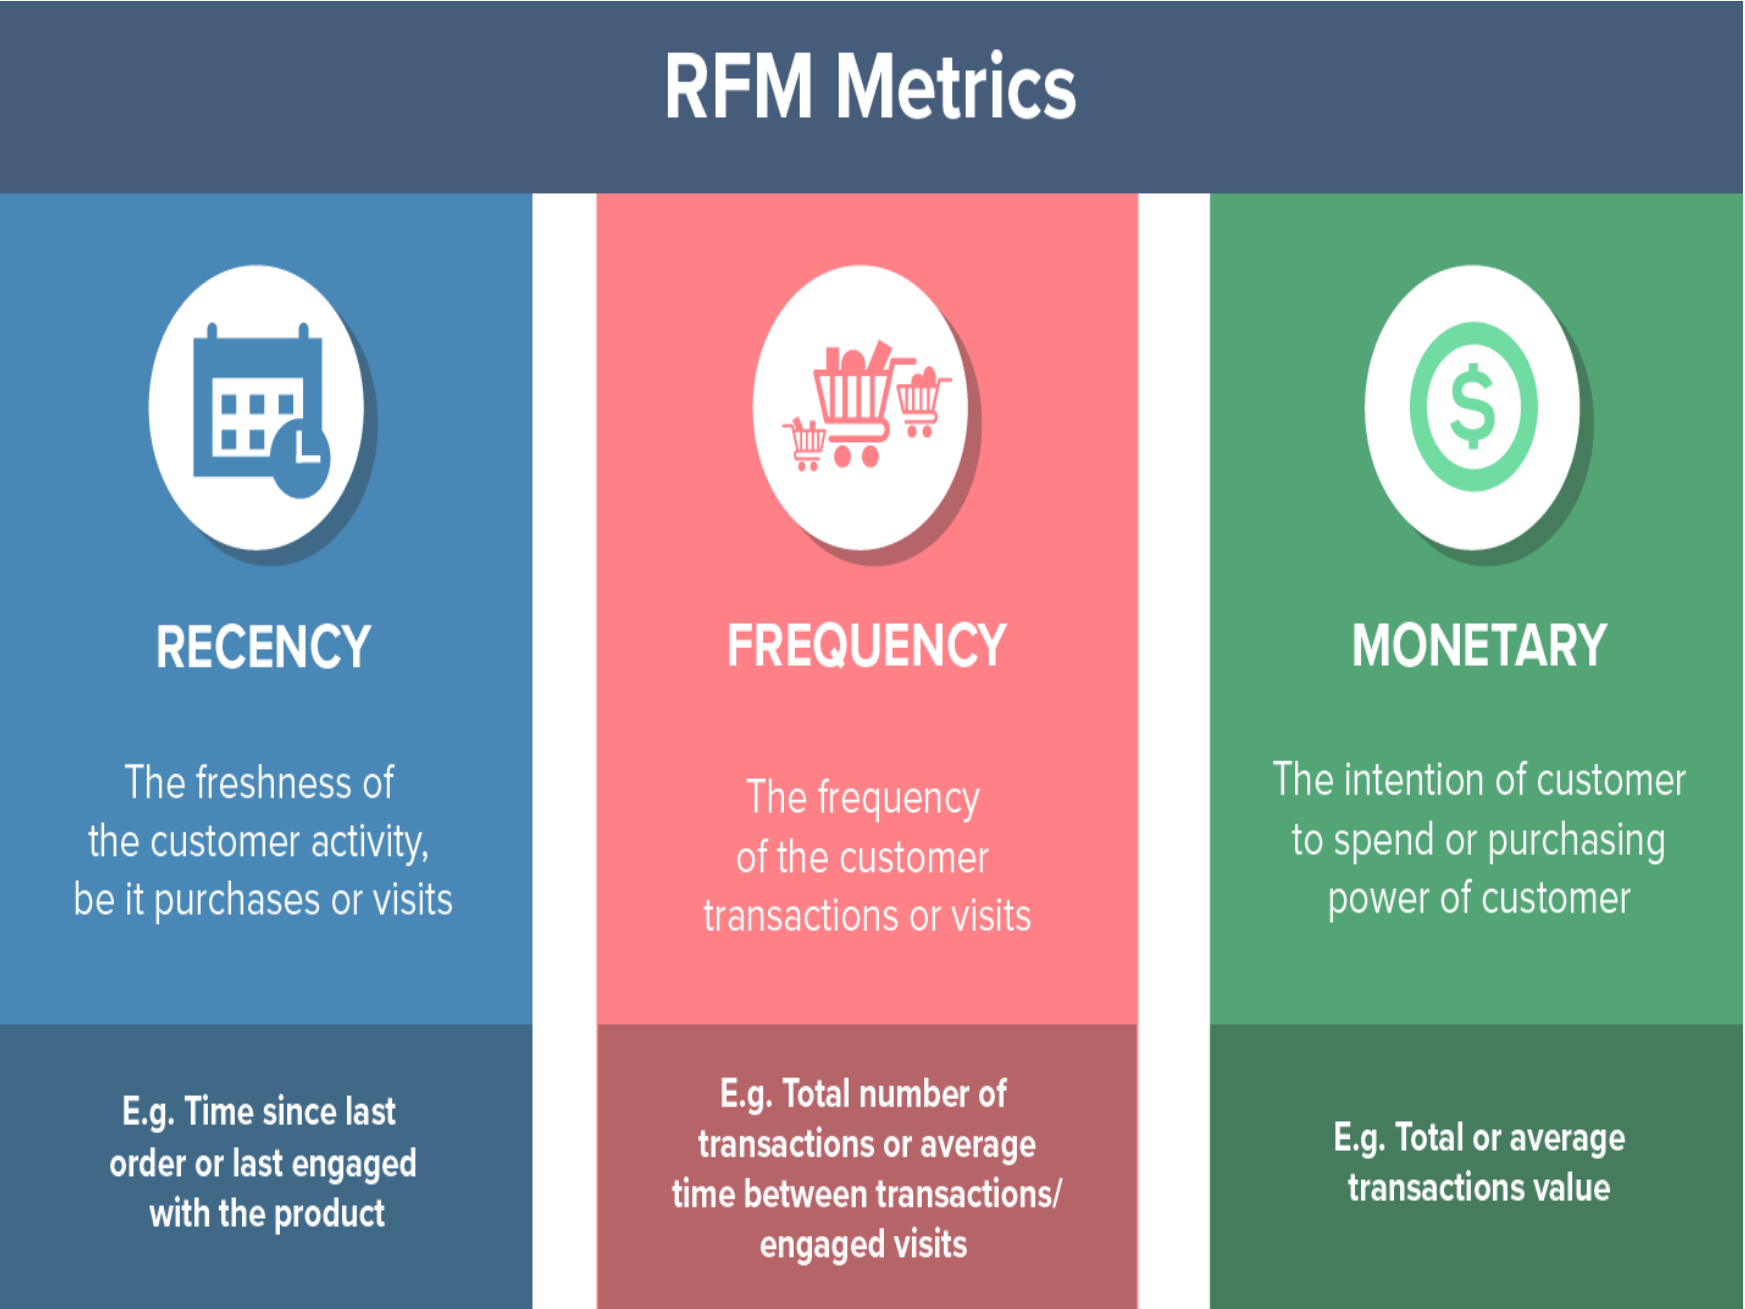 RFM Metrics
RECENCY
The freshness of
the customer activity,
be it purchases or visits
E.g. Time since last
order or last engaged
with the product
FREQUENCY
The frequency
of the customer
transactions or visits
E.g. Total number of
transactions or average
time between transactions/
engaged visits
MONETARY
The intention of customer
to spend or purchasing
power of customer
E.g. Total or average
transactions value